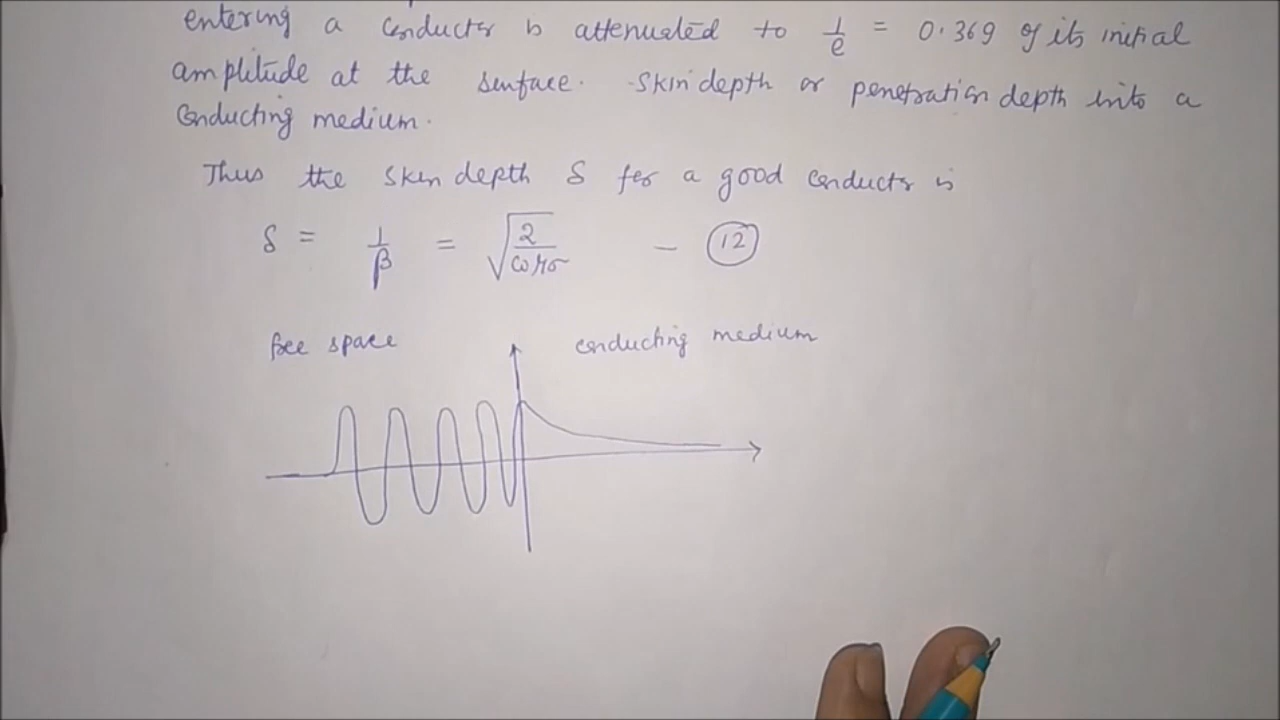 entering a conductor is attenuated to 1/e = 0.369 of its initial
amplitude at the surface. Skin depth or penetration depth into a
conducting medium.
Thus the skin depth δ for a good conductor is
δ = 1/β = √(2/ωμσ) - (12)
free space conducting medium